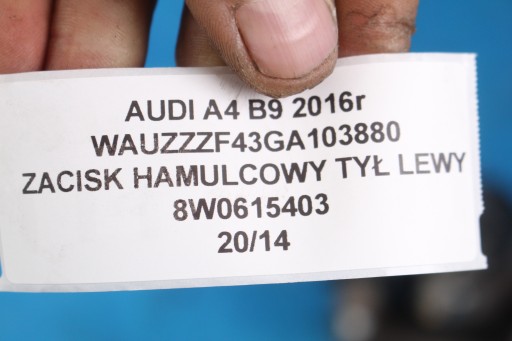 AUDI A4 B9 2016r
WAUZZZF43GA103880
ZACISK HAMULCOWY TYŁ LEWY
8W0615403
20/14